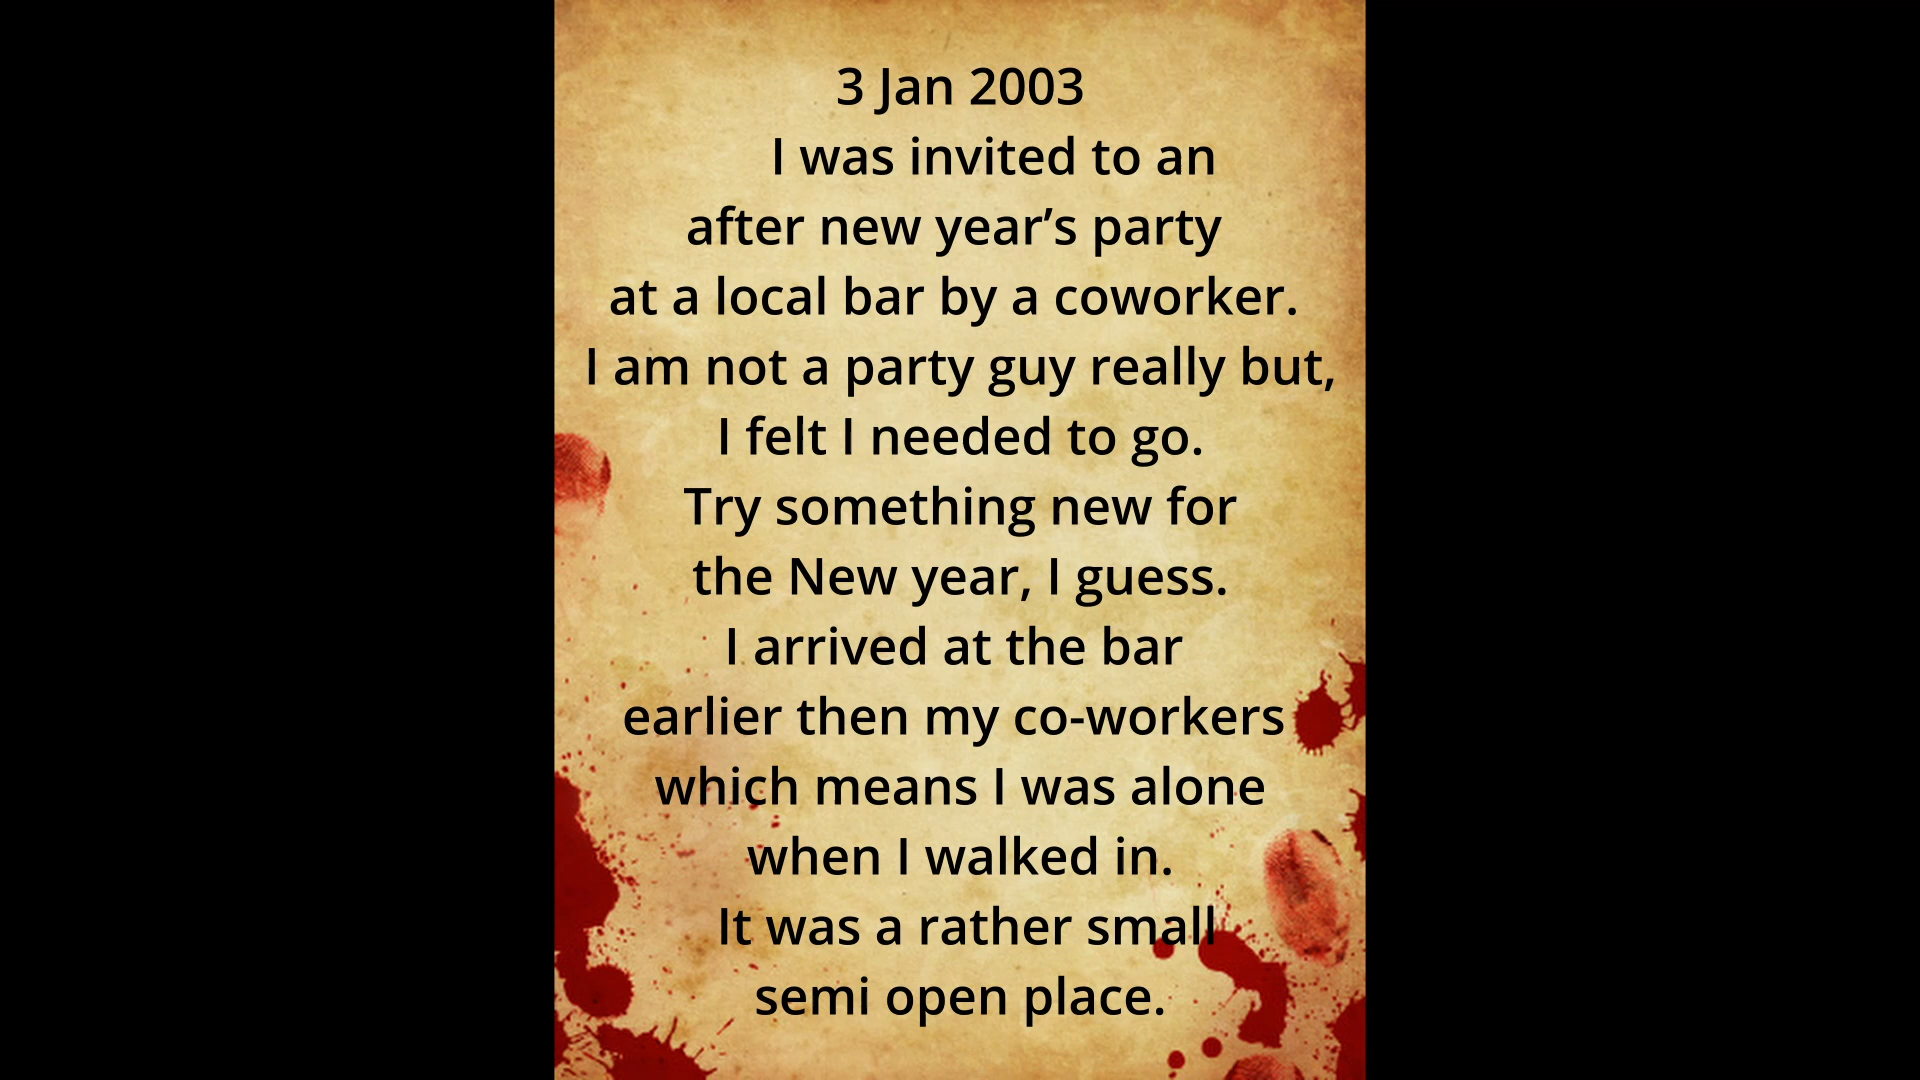 3 Jan 2003
I was invited to an
after new year’s party
at a local bar by a coworker.
I am not a party guy really but,
I felt I needed to go.
Try something new for
the New year, I guess.
I arrived at the bar
earlier then my co-workers
which means I was alone
when I walked in.
It was a rather small
semi open place.